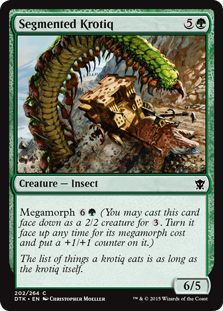 Segmented Krotiq 5
Creature — Insect
Megamorph 6 (You may cast this
card face down as a 2/2 creature for 3. Turn it
face up any time for its megamorph cost
and put a +1/+1 counter on it.)
The list of things a krotiq eats is as long as
the krotiq itself.
6/5
202/264 C
DTK • EN Christopher Moeller
™ & © 2015 Wizards of the Coast